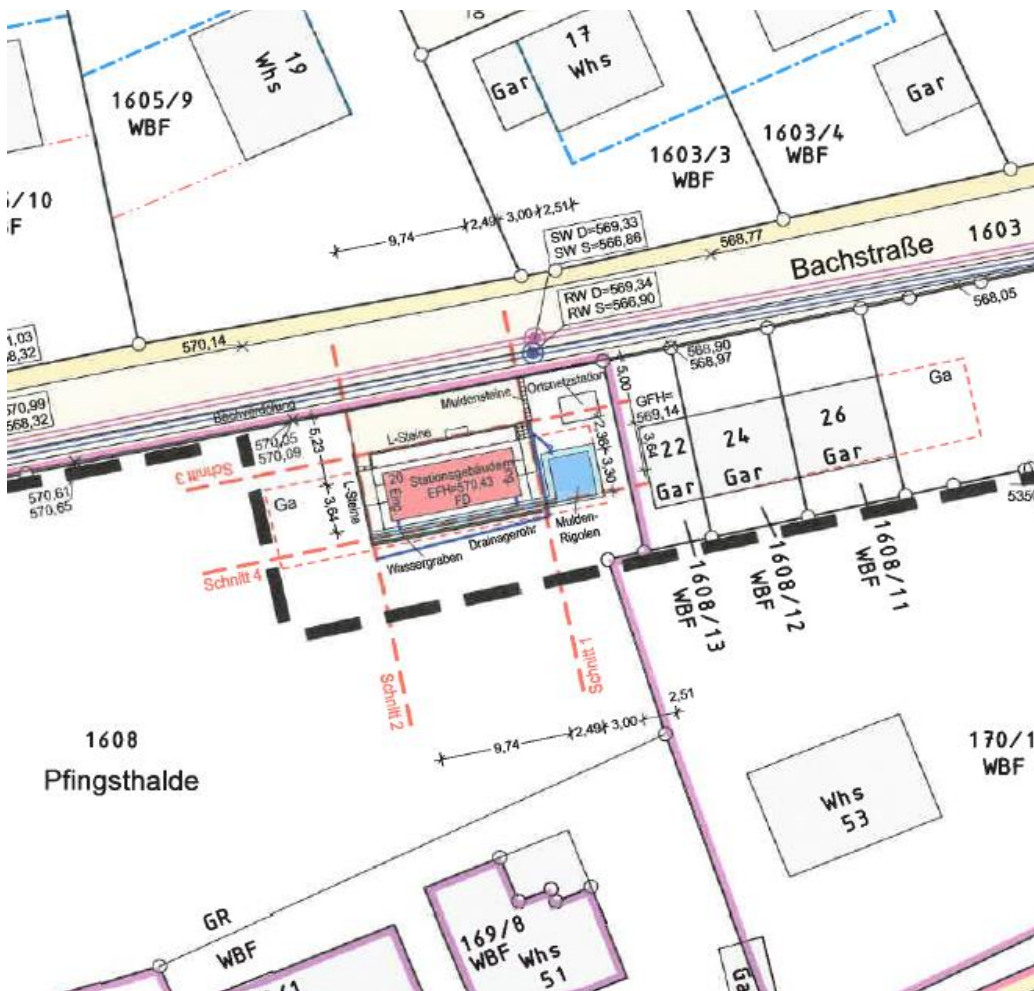 19
Whs
17
Whs
Gar
Gar
1605/9
WBF
1603/3
WBF
1603/4
WBF
/10
F
9,74
2,49
3,00
2,51
SW D=569,33
SW S=566,86
RW D=569,34
RW S=566,90
568,77
Bachstraße
1603
568,05
1,03
8,32
570,14
570,99
568,32
568,90
568,97
Bachverdolung
Muldensteine
Ortsnetzstation
5,00
GFH=
569,14
Ga
L-Steine
570,05
570,09
5,23
Schnitt 3
570,61
570,65
Ga
3,64
L-Steine
20
Eing.
Stationsgebäude
EFH=570,43
FD
Eing.
2,36
3,30
3,64
22
Gar
24
Gar
26
Gar
535
Mulden-
Rigolen
Drainagerohr
Wassergraben
Schnitt 4
Schnitt 2
Schnitt 1
1608/13
WBF
1608/12
WBF
1608/11
WBF
2,51
9,74
2,49
3,00
1608
Pfingsthalde
170/1
WBF
Whs
53
GR
WBF
169/8
WBF
Whs
51
/1
Ga